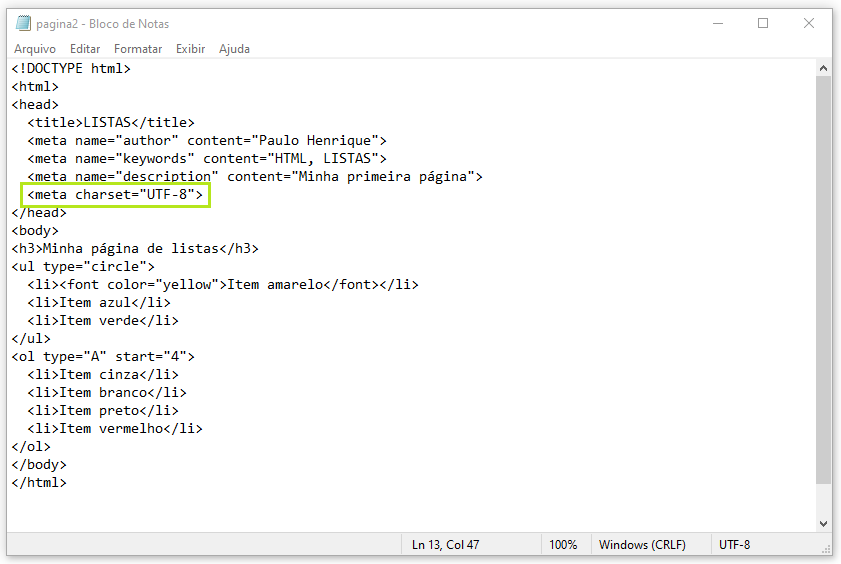 pagina2 - Bloco de Notas
Arquivo Editar Formatar Exibir Ajuda
<!DOCTYPE html>
<html>
<head>
  <title>LISTAS</title>
  <meta name="author" content="Paulo Henrique">
  <meta name="keywords" content="HTML, LISTAS">
  <meta name="description" content="Minha primeira página">
  <meta charset="UTF-8">
</head>
<body>
<h3>Minha página de listas</h3>
<ul type="circle">
  <li><font color="yellow">Item amarelo</font></li>
  <li>Item azul</li>
  <li>Item verde</li>
</ul>
<ol type="A" start="4">
  <li>Item cinza</li>
  <li>Item branco</li>
  <li>Item preto</li>
  <li>Item vermelho</li>
</ol>
</body>
</html>
Ln 13, Col 47 100% Windows (CRLF) UTF-8